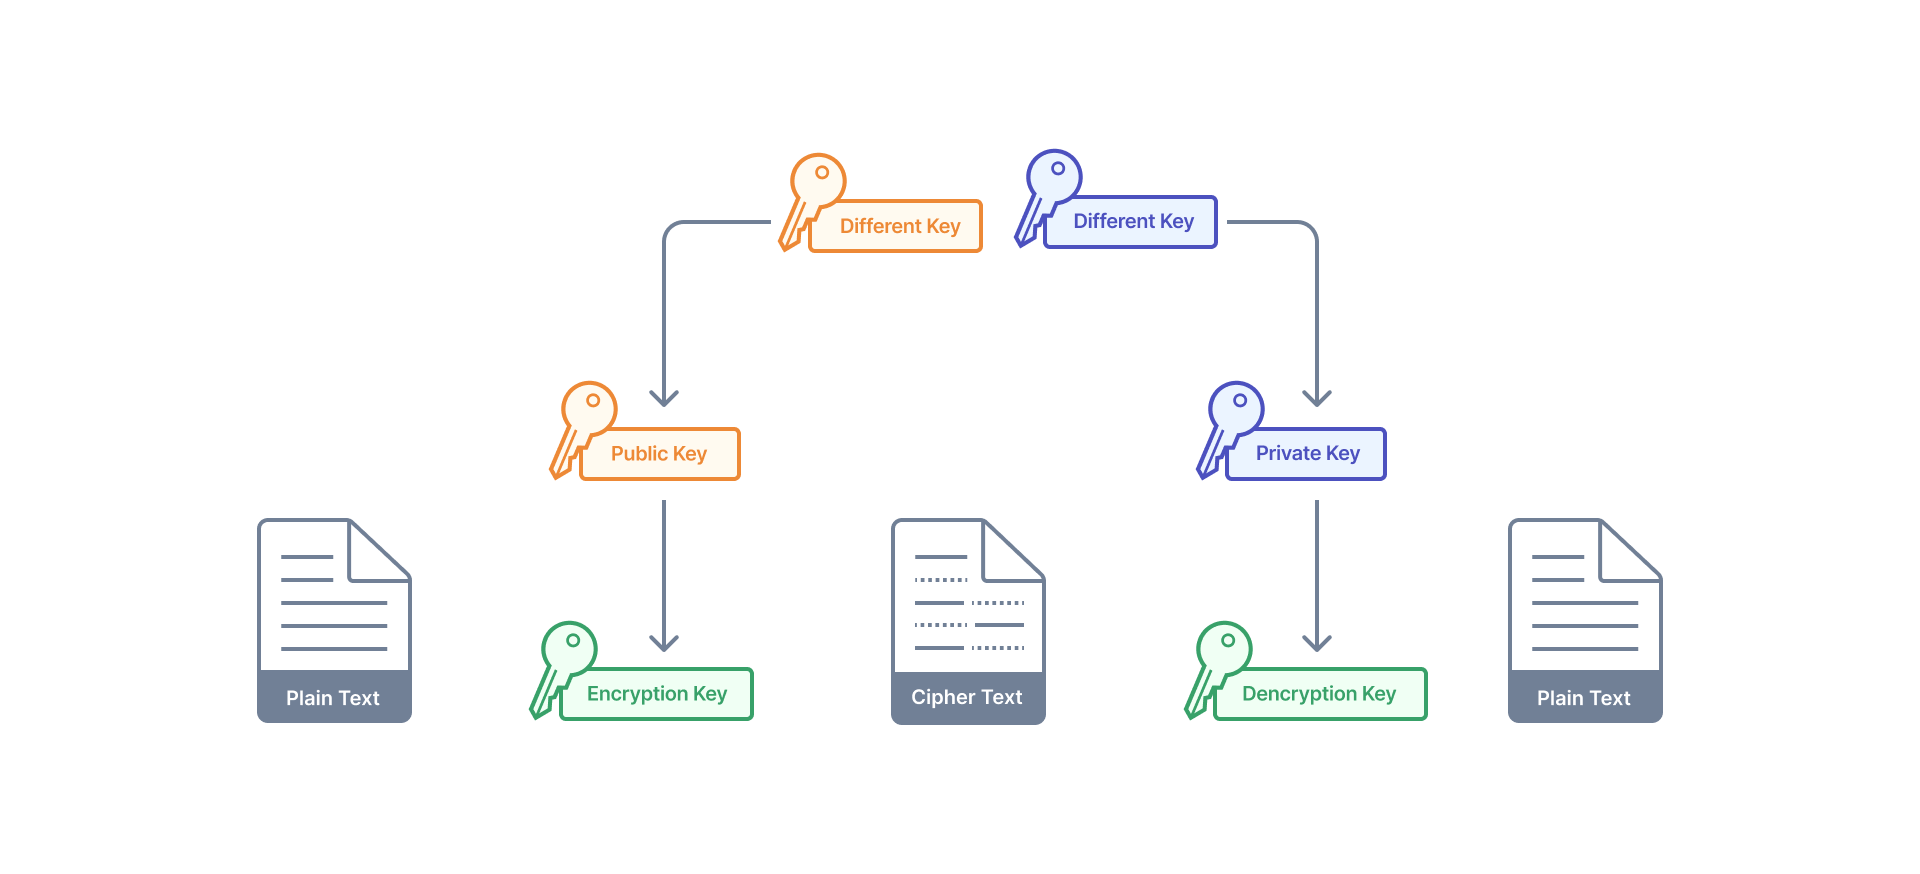 Different Key
Different Key
Public Key
Private Key
Plain Text
Encryption Key
Cipher Text
Dencryption Key
Plain Text